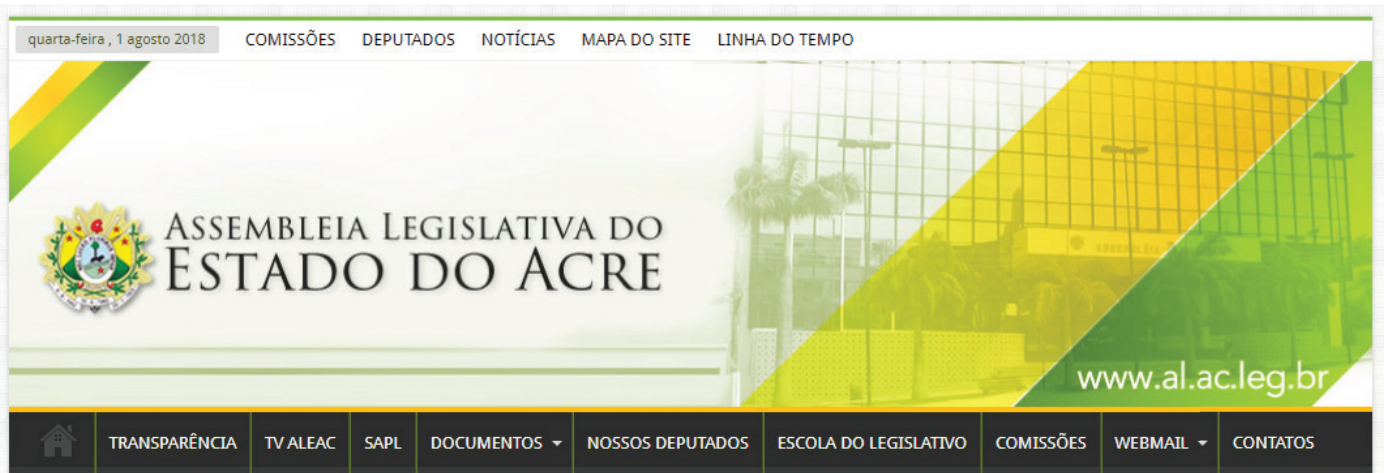 quarta-feira , 1 agosto 2018 COMISSÕES DEPUTADOS NOTÍCIAS MAPA DO SITE LINHA DO TEMPO
ASSEMBLEIA LEGISLATIVA DO
ESTADO DO ACRE
www.al.ac.leg.br
TRANSPARÊNCIA TV ALEAC SAPL DOCUMENTOS NOSSOS DEPUTADOS ESCOLA DO LEGISLATIVO COMISSÕES WEBMAIL CONTATOS